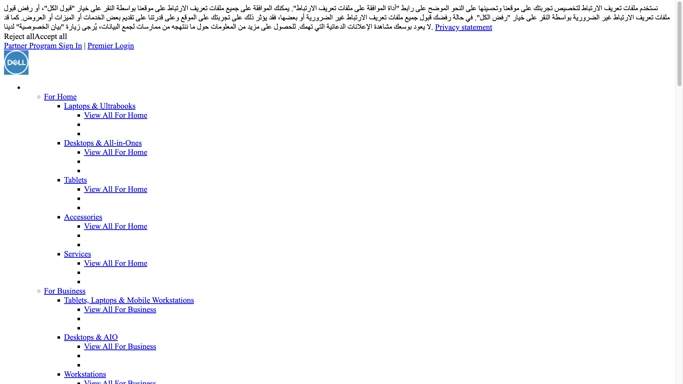 تستخدم ملفات تعريف الارتباط لتخصيص تجربتك على موقعنا وتحسينها على النحو الموضح على رابط "أداة الموافقة على ملفات تعريف الارتباط". يمكنك الموافقة على جميع ملفات تعريف الارتباط على موقعنا بواسطة النقر على خيار "قبول الكل"، أو رفض قبول
ملفات تعريف الارتباط غير الضرورية بواسطة النقر على خيار "رفض الكل". في حالة رفضك قبول جميع ملفات تعريف الارتباط غير الضرورية أو بعضها، فقد يؤثر ذلك على تجربتك على الموقع وعلى قدرتنا على تقديم بعض الخدمات أو الميزات أو العروض. كما قد
لا يعود بوسعك مشاهدة الإعلانات الدعائية التي تهمك. للحصول على مزيد من المعلومات حول ما ننتهجه من ممارسات لجمع البيانات، يُرجى زيارة "بيان الخصوصية" لدينا. Privacy statement
Reject allAccept all
Partner Program Sign In | Premier Login
DELL
For Home
Laptops & Ultrabooks
View All For Home
Desktops & All-in-Ones
View All For Home
Tablets
View All For Home
Accessories
View All For Home
Services
View All For Home
For Business
Tablets, Laptops & Mobile Workstations
View All For Business
Desktops & AIO
View All For Business
Workstations
View All For Business